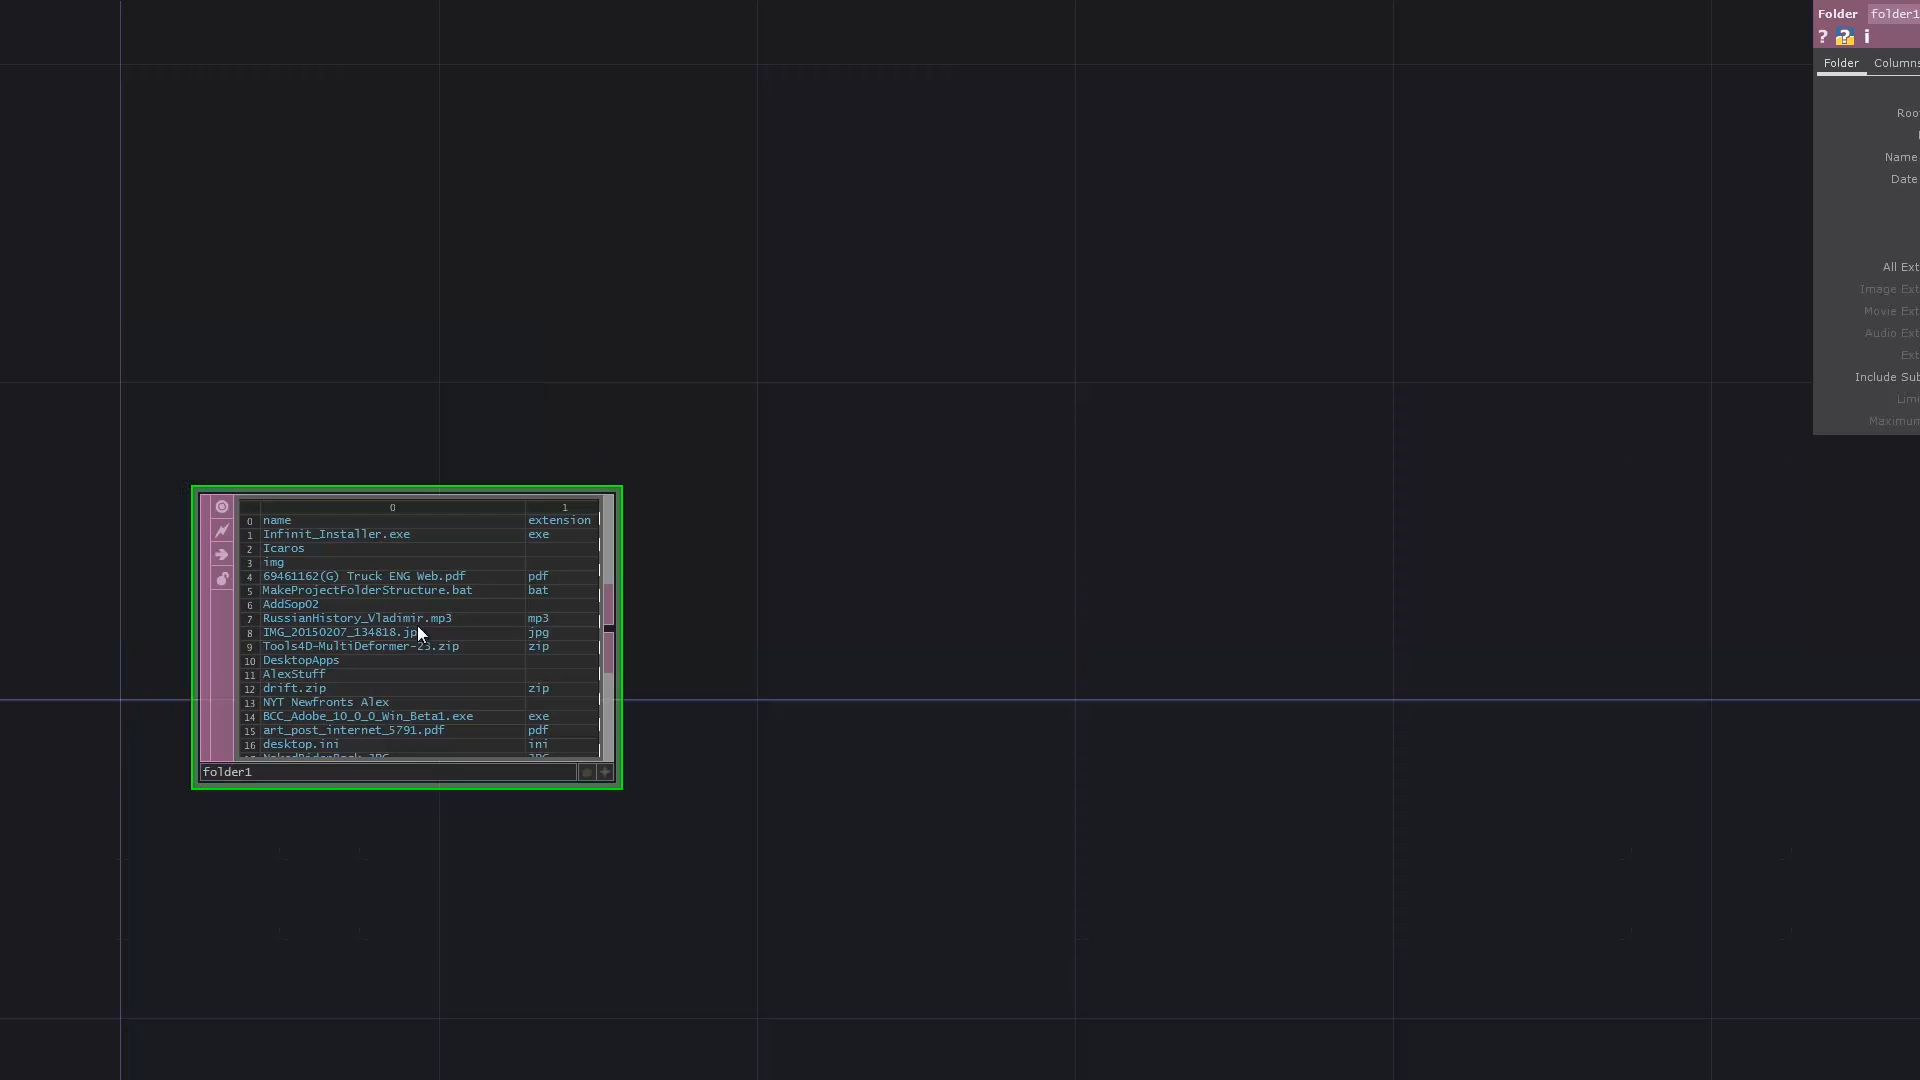 Folder folder1
? ? i
Folder Columns
Roo
Name
Date
All Ext
Image Ext
Movie Ext
Audio Ext
Ext
Include Sub
Limi
Maximum
0 1
0 name extension
1 Infinit_Installer.exe exe
2 Icaros
3 img
4 69461162(G) Truck ENG Web.pdf pdf
5 MakeProjectFolderStructure.bat bat
6 AddSop02
7 RussianHistory_Vladimir.mp3 mp3
8 IMG_20150207_134818.jp jpg
9 Tools4D-MultiDeformer-23.zip zip
10 DesktopApps
11 AlexStuff
12 drift.zip zip
13 NYT Newfronts Alex
14 BCC_Adobe_10_0_0_Win_Beta1.exe exe
15 art_post_internet_5791.pdf pdf
16 desktop.ini ini
folder1